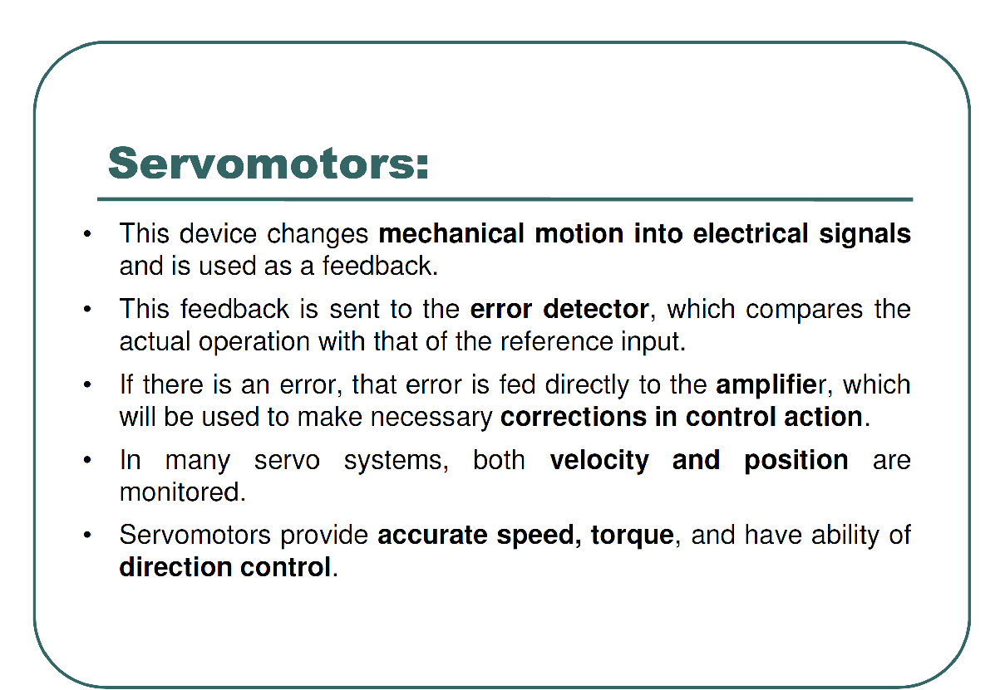 Servomotors:
• This device changes mechanical motion into electrical signals
and is used as a feedback.
• This feedback is sent to the error detector, which compares the
actual operation with that of the reference input.
• If there is an error, that error is fed directly to the amplifier, which
will be used to make necessary corrections in control action.
• In many servo systems, both velocity and position are
monitored.
• Servomotors provide accurate speed, torque, and have ability of
direction control.